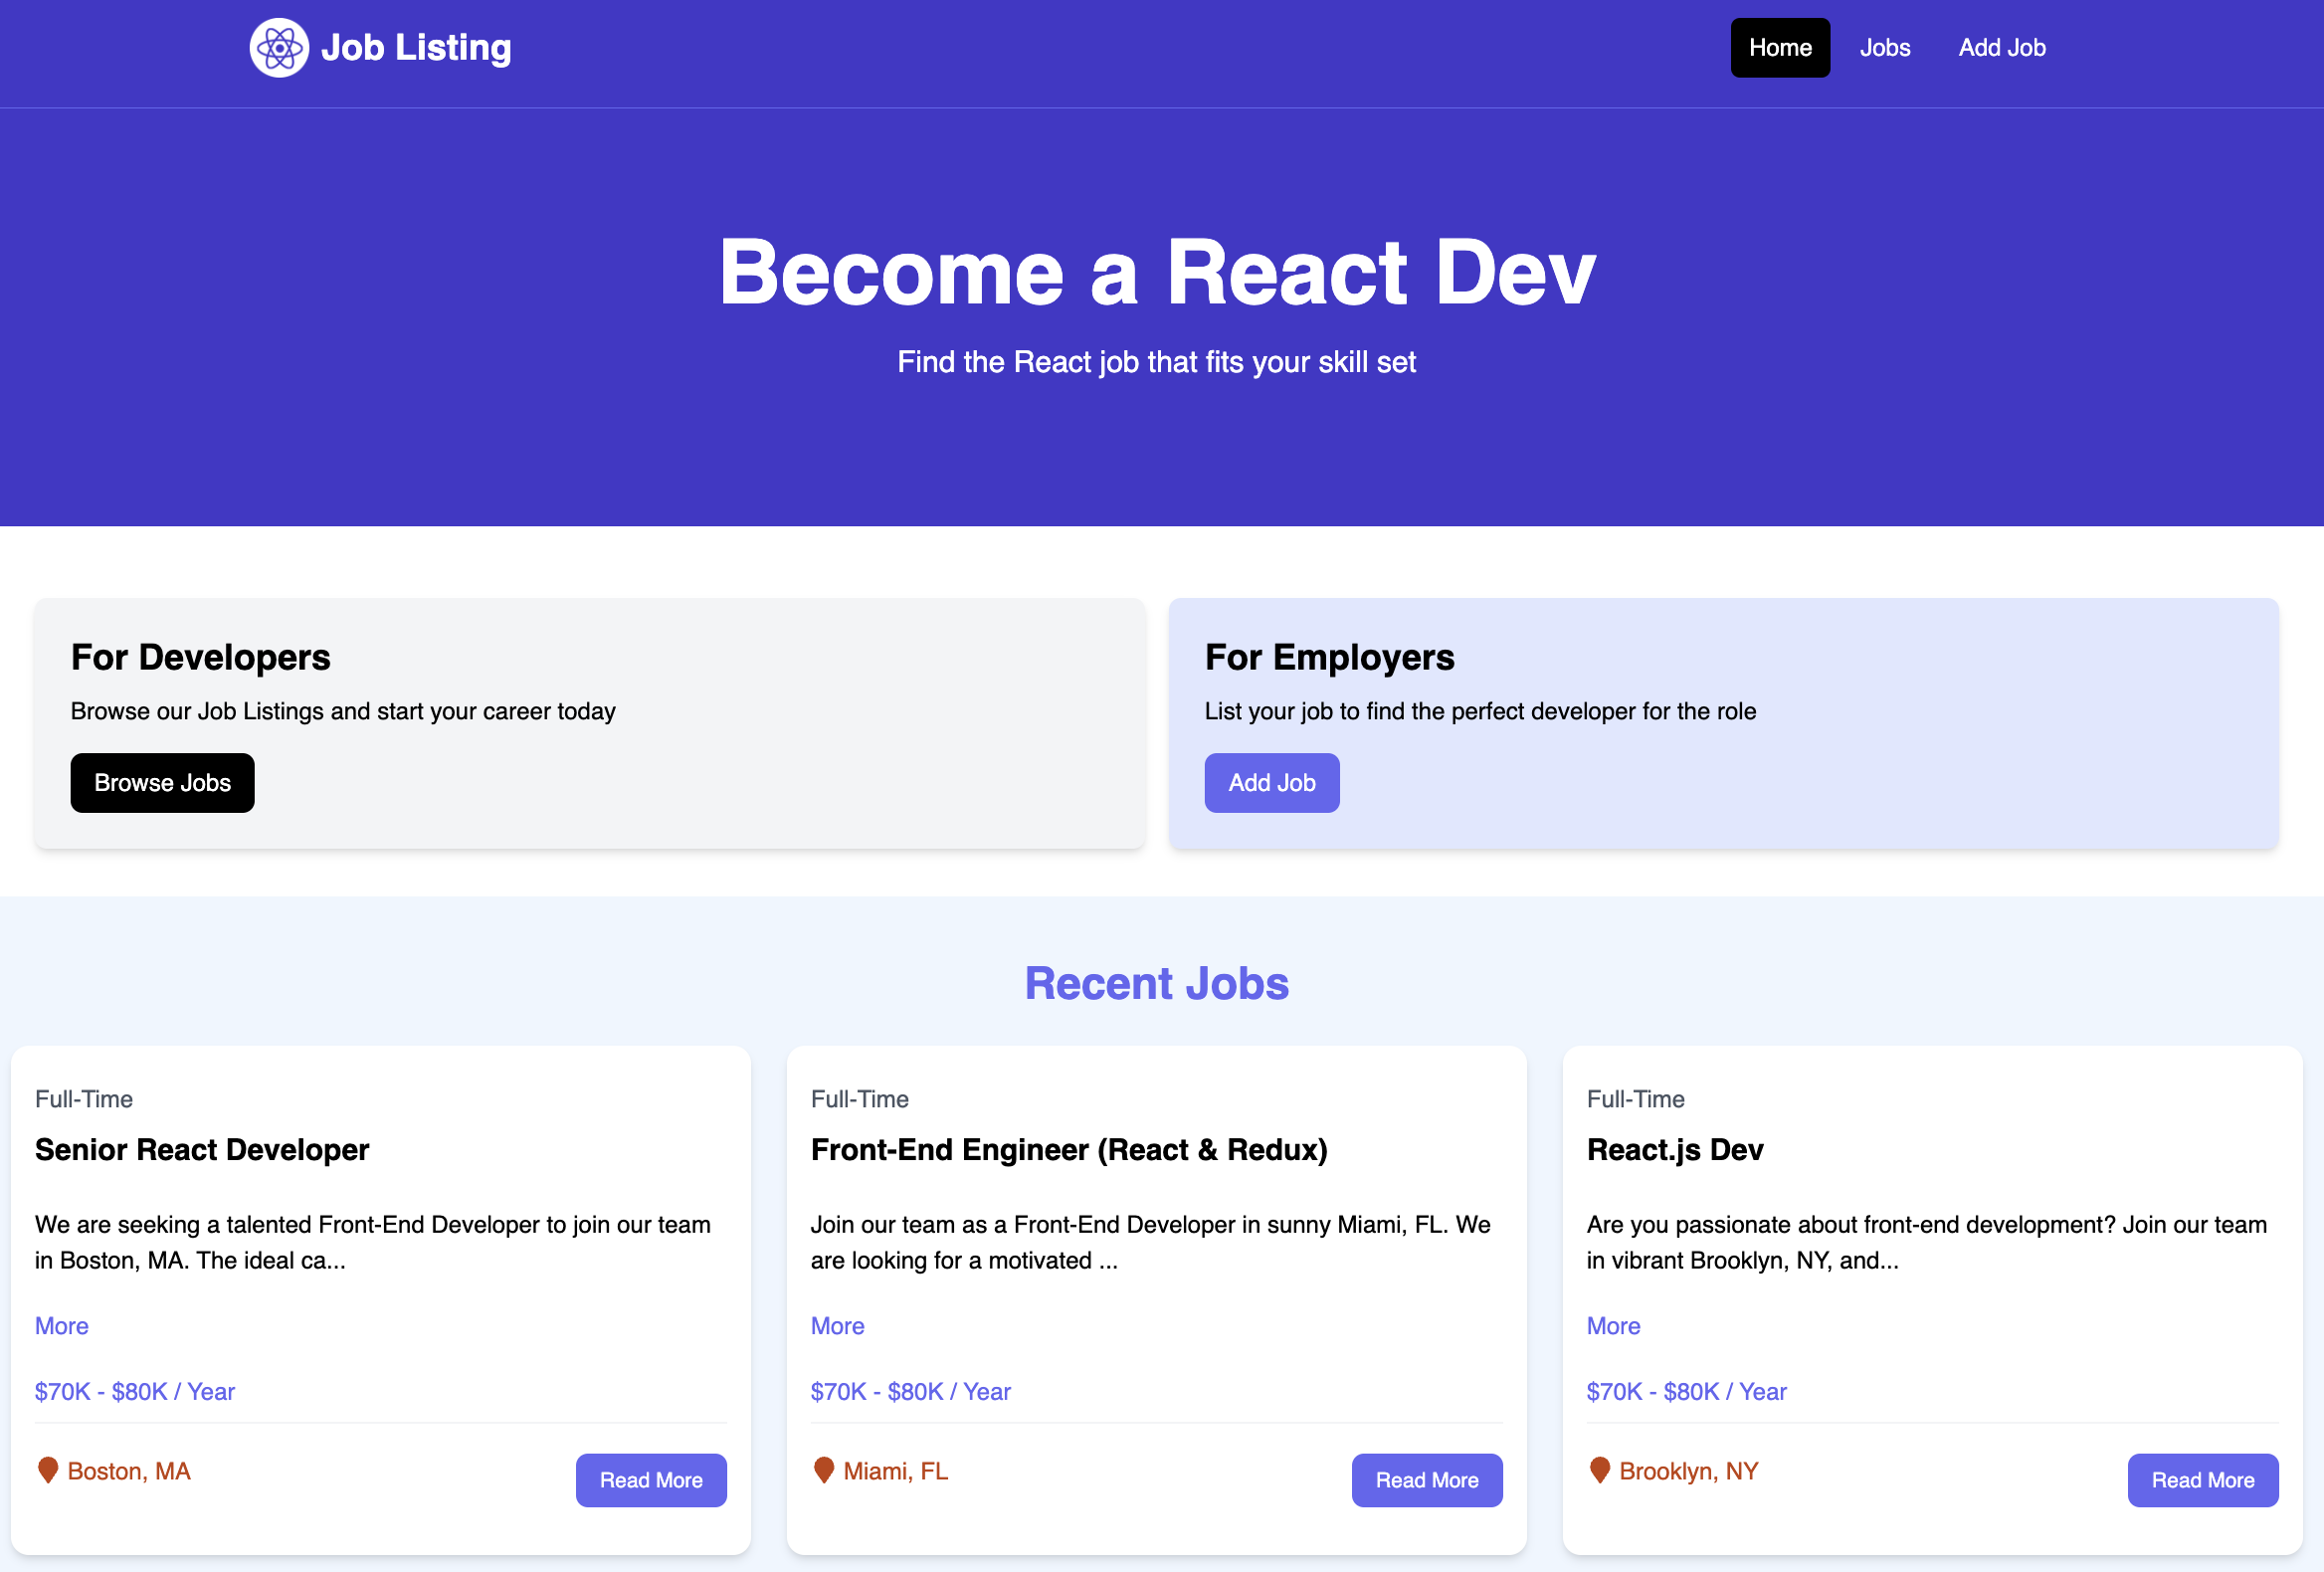 Job Listing
Home
Jobs
Add Job
Become a React Dev
Find the React job that fits your skill set
For Developers
Browse our Job Listings and start your career today
Browse Jobs
For Employers
List your job to find the perfect developer for the role
Add Job
Recent Jobs
Full-Time
Senior React Developer
We are seeking a talented Front-End Developer to join our team
in Boston, MA. The ideal ca...
More
$70K - $80K / Year
Boston, MA
Read More
Full-Time
Front-End Engineer (React & Redux)
Join our team as a Front-End Developer in sunny Miami, FL. We
are looking for a motivated ...
More
$70K - $80K / Year
Miami, FL
Read More
Full-Time
React.js Dev
Are you passionate about front-end development? Join our team
in vibrant Brooklyn, NY, and...
More
$70K - $80K / Year
Brooklyn, NY
Read More